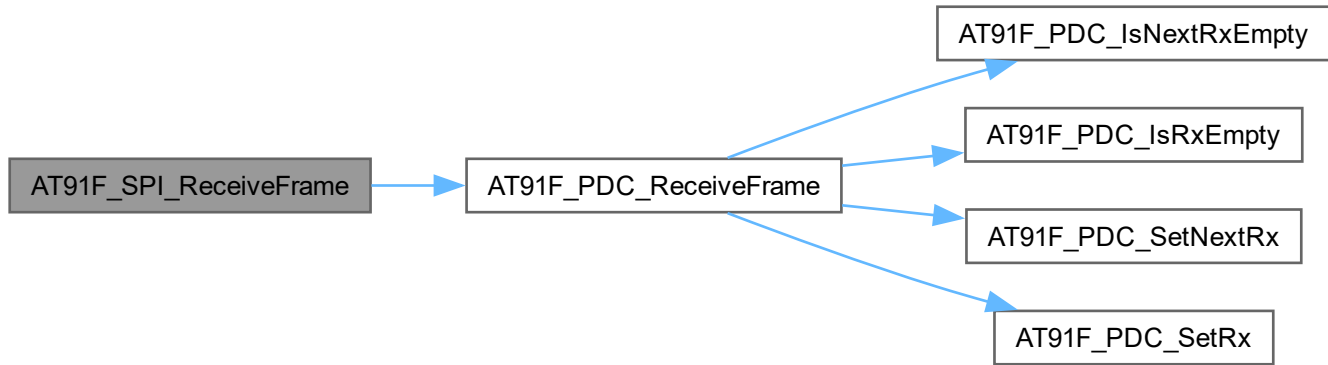 AT91F_SPI_ReceiveFrame
AT91F_PDC_ReceiveFrame
AT91F_PDC_IsNextRxEmpty
AT91F_PDC_IsRxEmpty
AT91F_PDC_SetNextRx
AT91F_PDC_SetRx